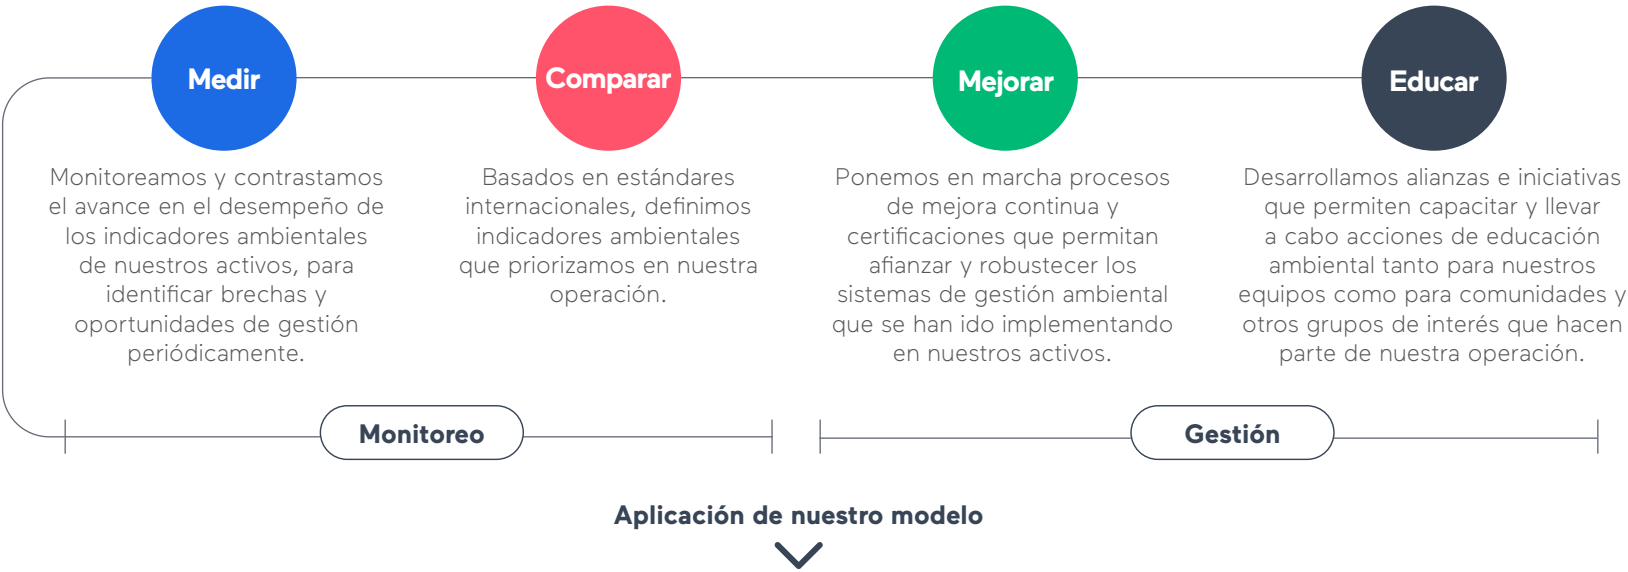 Medir
Monitoreamos y contrastamos
el avance en el desempeño de
los indicadores ambientales
de nuestros activos, para
identificar brechas y
oportunidades de gestión
periódicamente.
Comparar
Basados en estándares
internacionales, definimos
indicadores ambientales
que priorizamos en nuestra
operación.
Mejorar
Ponemos en marcha procesos
de mejora continua y
certificaciones que permitan
afianzar y robustecer los
sistemas de gestión ambiental
que se han ido implementando
en nuestros activos.
Educar
Desarrollamos alianzas e iniciativas
que permiten capacitar y llevar
a cabo acciones de educación
ambiental tanto para nuestros
equipos como para comunidades y
otros grupos de interés que hacen
parte de nuestra operación.
Monitoreo
Gestión
Aplicación de nuestro modelo